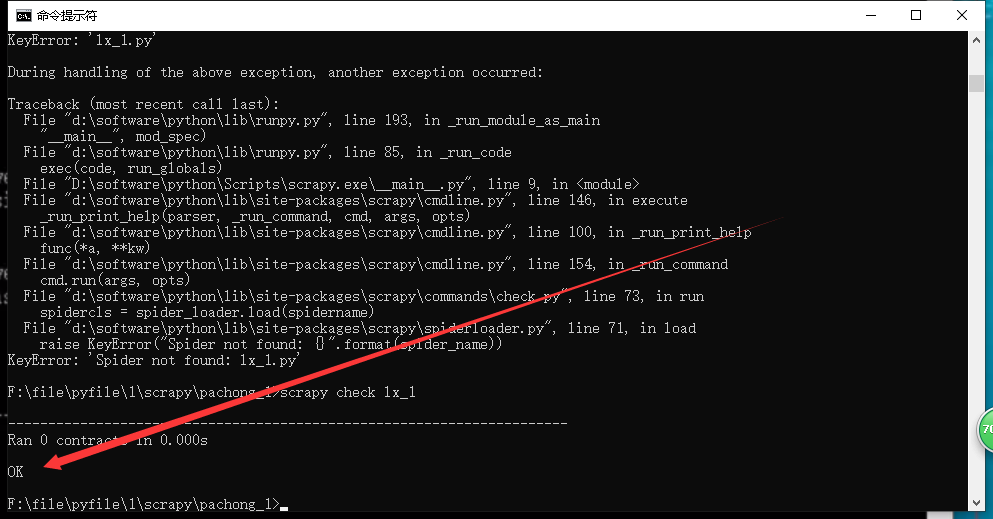 命令提示符
KeyError: 'lx_l.py'
During handling of the above exception, another exception occurred:
Traceback (most recent call last):
File "d:\software\python\lib\runpy.py", line 193, in _run_module_as_main
"__main__", mod_spec)
File "d:\software\python\lib\runpy.py", line 85, in _run_code
exec(code, run_globals)
File "D:\software\python\Scripts\scrapy.exe\__main__.py", line 9, in <module>
File "d:\software\python\lib\site-packages\scrapy\cmdline.py", line 146, in execute
_run_print_help(parser, _run_command, cmd, args, opts)
File "d:\software\python\lib\site-packages\scrapy\cmdline.py", line 100, in _run_print_help
func(*a, **kw)
File "d:\software\python\lib\site-packages\scrapy\cmdline.py", line 154, in _run_command
cmd.run(args, opts)
File "d:\software\python\lib\site-packages\scrapy\commands\check.py", line 73, in run
spidercls = spider_loader.load(spidername)
File "d:\software\python\lib\site-packages\scrapy\spiderloader.py", line 71, in load
raise KeyError("Spider not found: {}".format(spider_name))
KeyError: 'Spider not found: lx_l.py'
F:\file\pyfile\l\scrapy\pachong_l>scrapy check lx_l
----------------------------------------------------------------------
Ran 0 contracts in 0.000s
OK
F:\file\pyfile\l\scrapy\pachong_l>